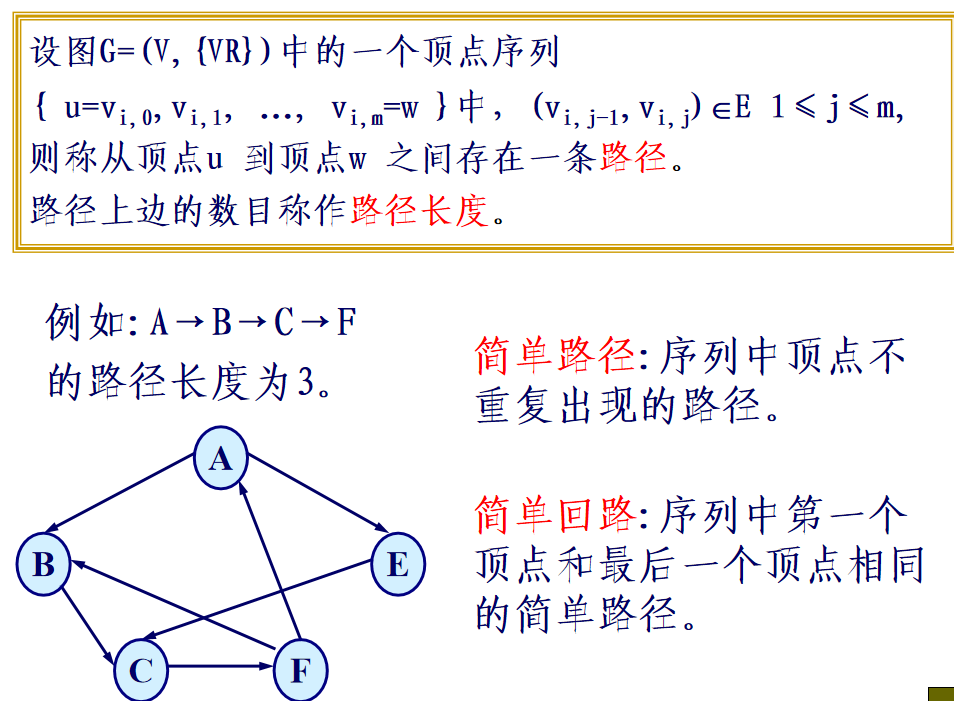 设图G=(V, {VR})中的一个顶点序列
{ u=v_{i,0}, v_{i,1}, …, v_{i,m}=w }中, (v_{i,j-1}, v_{i,j})∈E 1≤j≤m,
则称从顶点u 到顶点w 之间存在一条路径。
路径上边的数目称作路径长度。
例如:A→B→C→F
的路径长度为3。
简单路径:序列中顶点不
重复出现的路径。
简单回路:序列中第一个
顶点和最后一个顶点相同
的简单路径。
A
B
E
C
F